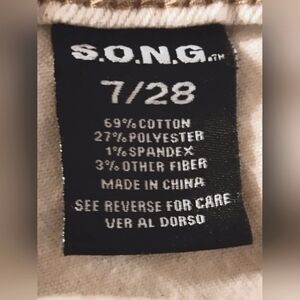 S.O.N.G.™
7/28
69% COTTON
27% POLYESTER
1% SPANDEX
3% OTHER FIBER
MADE IN CHINA
SEE REVERSE FOR CARE
VER AL DORSO